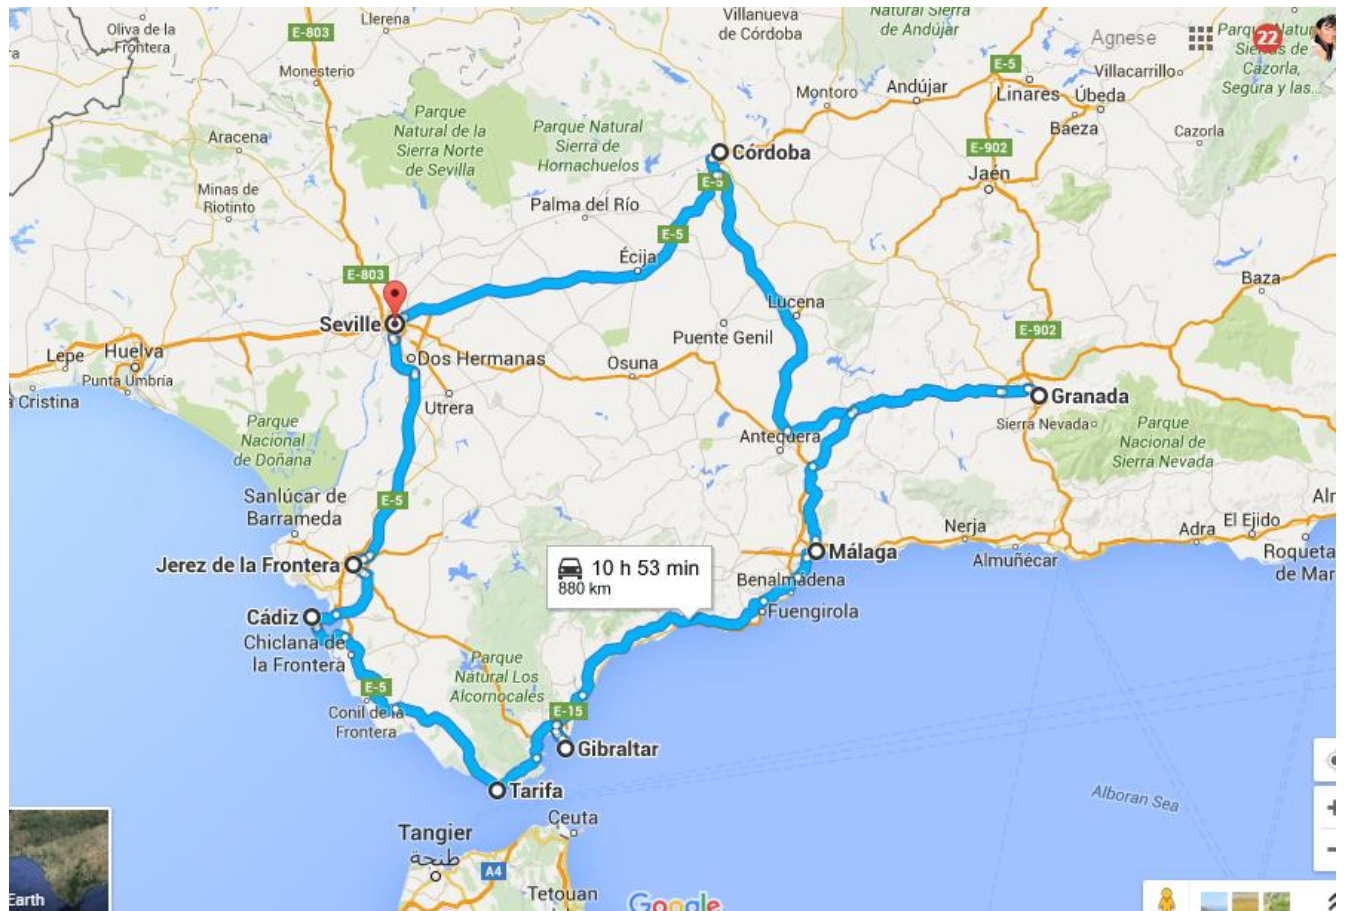 Oliva de la
Frontera
Llerena
E-803
Villanueva
de Córdoba
Natural Sierra
de Andújar
Agnese
22
Parque Natur
Sierras de
Cazorla,
Segura y las...
Monesterio
E-5
Villacarrillo
Montoro
Andújar
Linares
Úbeda
Baeza
Cazorla
Aracena
Parque
Natural de la
Sierra Norte
de Sevilla
Parque Natural
Sierra de
Hornachuelos
Córdoba
E-902
Jaén
E-5
Minas de
Riotinto
Palma del Río
E-5
Écija
E-803
Baza
Lucena
Seville
Puente Genil
E-902
Lepe
Huelva
Dos Hermanas
Osuna
Punta Umbría
a Cristina
Utrera
Granada
Parque
Nacional
de Doñana
Antequera
Sierra Nevada
Parque
Nacional de
Sierra Nevada
Sanlúcar de
Barrameda
E-5
Nerja
Almuñécar
Adra
El Ejido
Alr
Roqueta
de Mar
Jerez de la Frontera
10 h 53 min
880 km
Málaga
Benalmádena
Fuengirola
Cádiz
Chiclana de
la Frontera
Parque
Natural Los
Alcornocales
E-5
Conil de la
Frontera
E-15
Gibraltar
Tarifa
Alboran Sea
Ceuta
Tangier
طنجة
A4
Tetouan
Earth
Google